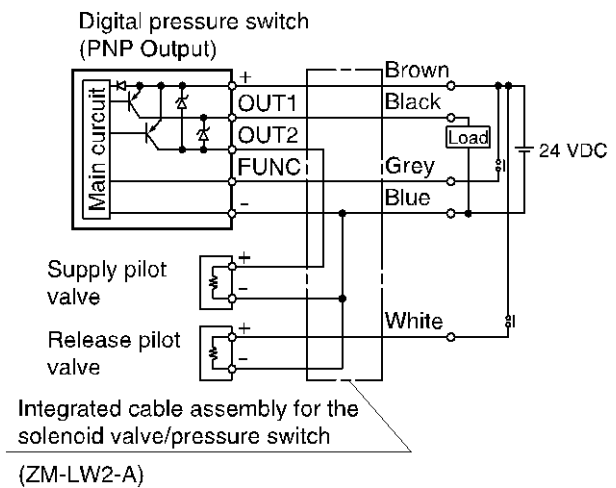 Digital pressure switch
(PNP Output)
Main curcuit
+
OUT1
OUT2
FUNC
-
Brown
Black
Load
24 VDC
Grey
Blue
Supply pilot
valve
+
-
Release pilot
valve
+
-
White
Integrated cable assembly for the
solenoid valve/pressure switch
(ZM-LW2-A)